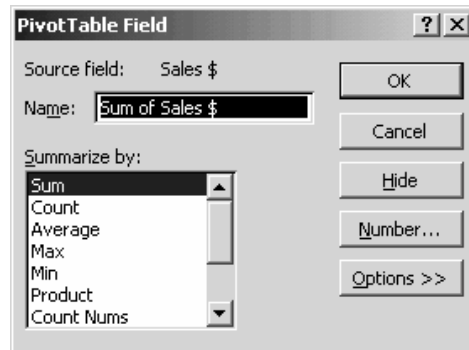 PivotTable Field
Source field: Sales $
Name: Sum of Sales $
Summarize by:
Sum
Count
Average
Max
Min
Product
Count Nums
OK
Cancel
Hide
Number...
Options >>